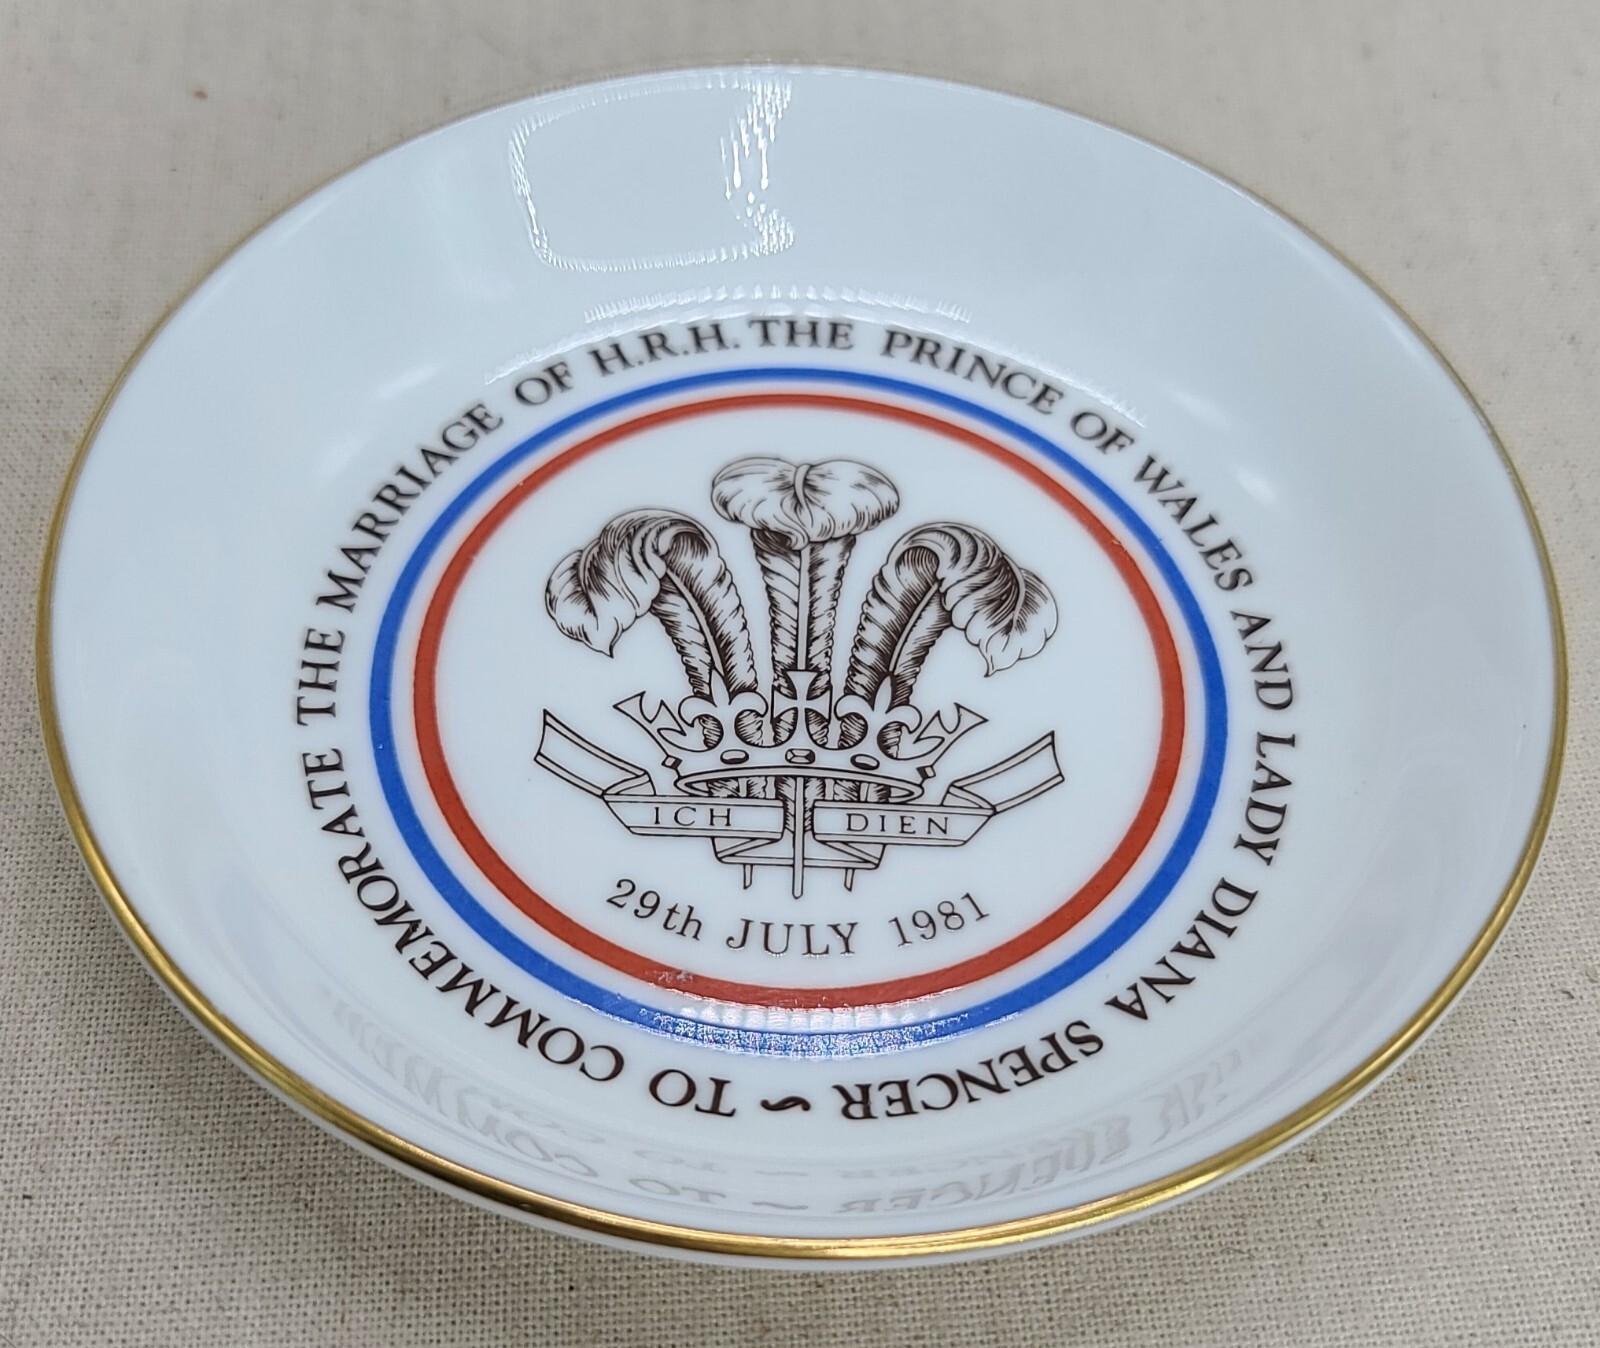 TO COMMEMORATE THE MARRIAGE OF H.R.H. THE PRINCE OF WALES AND LADY DIANA SPENCER ~
ICH DIEN
29th JULY 1981